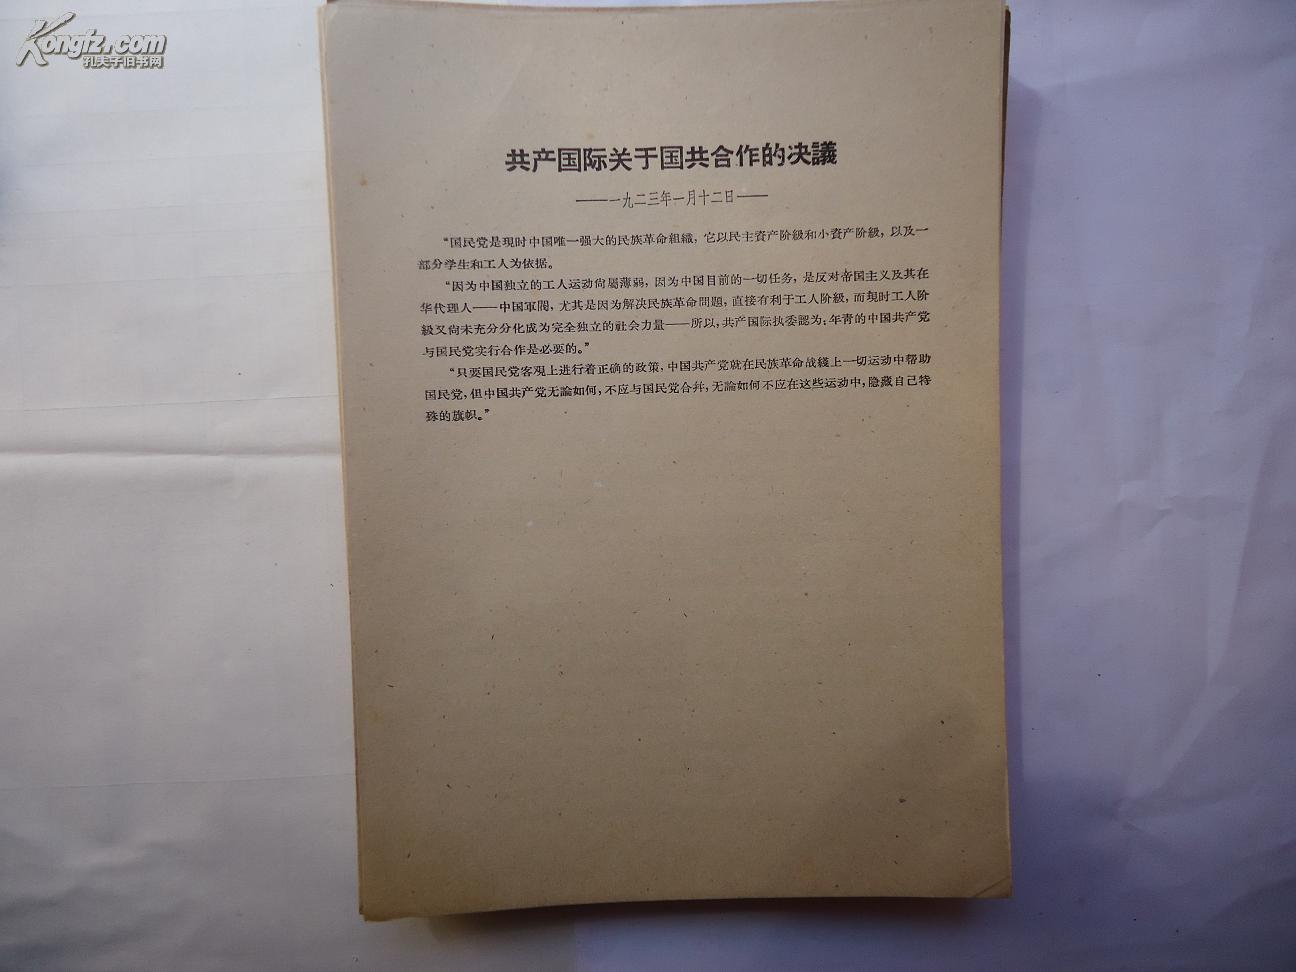 Kongfz.com
孔夫子旧书网
共产国际关于国共合作的决議
——一九二三年一月十二日——
“国民党是現时中国唯一强大的民族革命組織，它以民主資产阶級和小資产阶級，以及一
部分学生和工人为依据。
“因为中国独立的工人运动尙屬薄弱，因为中国目前的一切任务，是反对帝国主义及其在
华代理人——中国軍閥，尤其是因为解决民族革命問題，直接有利于工人阶級，而現时工人阶
級又尙未充分分化成为完全独立的社会力量——所以，共产国际执委認为：年青的中国共产党
与国民党实行合作是必要的。”
“只要国民党客观上进行着正确的政策，中国共产党就在民族革命战綫上一切运动中帮助
国民党，但中国共产党无論如何，不应与国民党合幷，无論如何不应在这些运动中，隐藏自己特
殊的旗帜。”